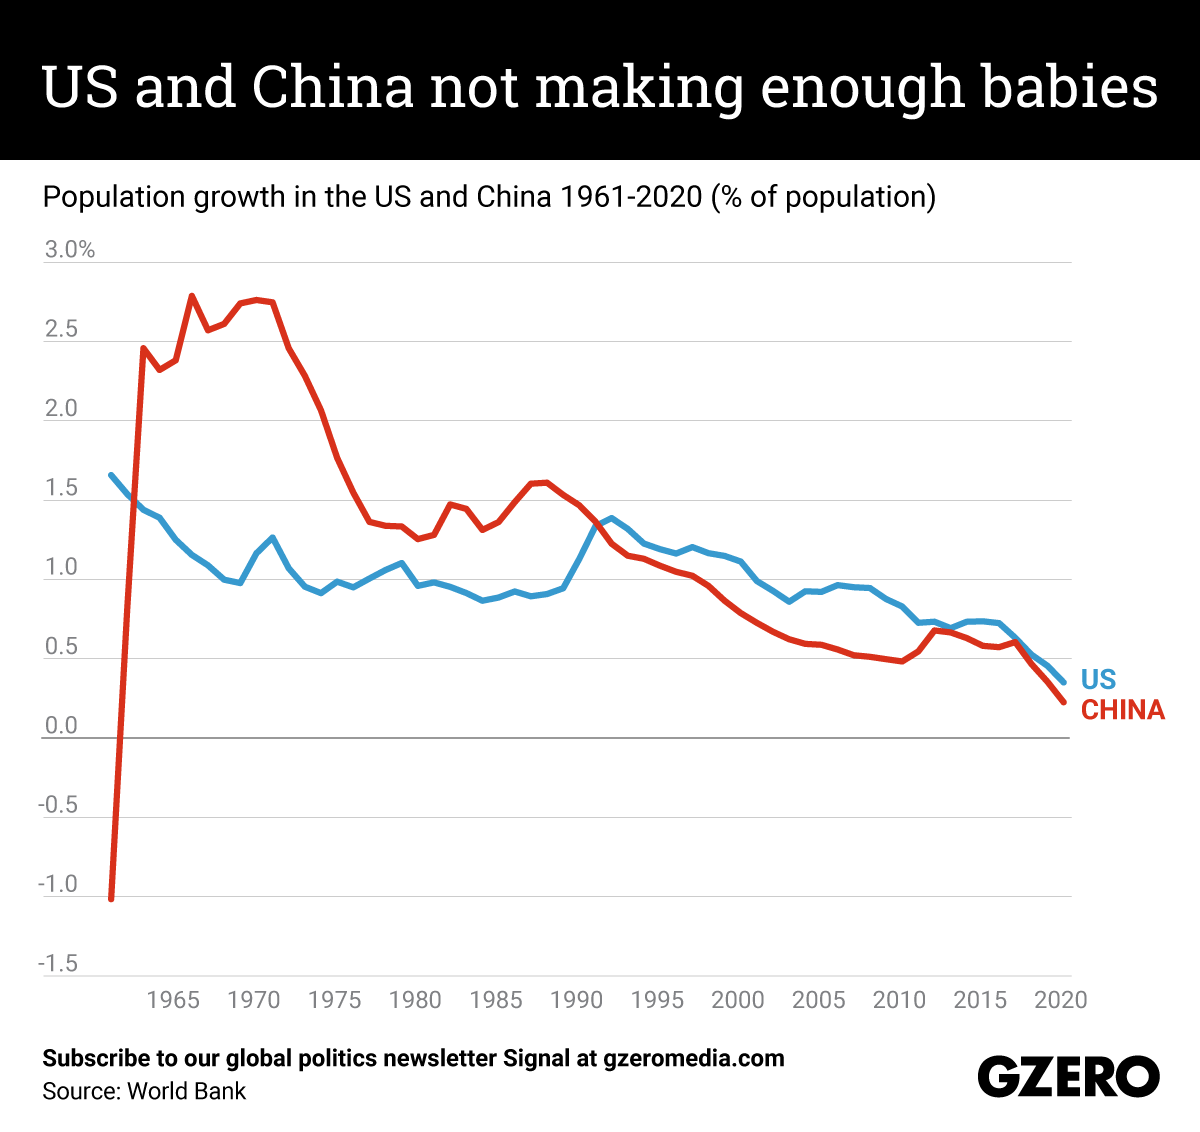 US and China not making enough babies
Population growth in the US and China 1961-2020 (% of population)
3.0%
2.5
2.0
1.5
1.0
0.5
0.0
-0.5
-1.0
-1.5
US
CHINA
1965 1970 1975 1980 1985 1990 1995 2000 2005 2010 2015 2020
Subscribe to our global politics newsletter Signal at gzeromedia.com
Source: World Bank
GZERO